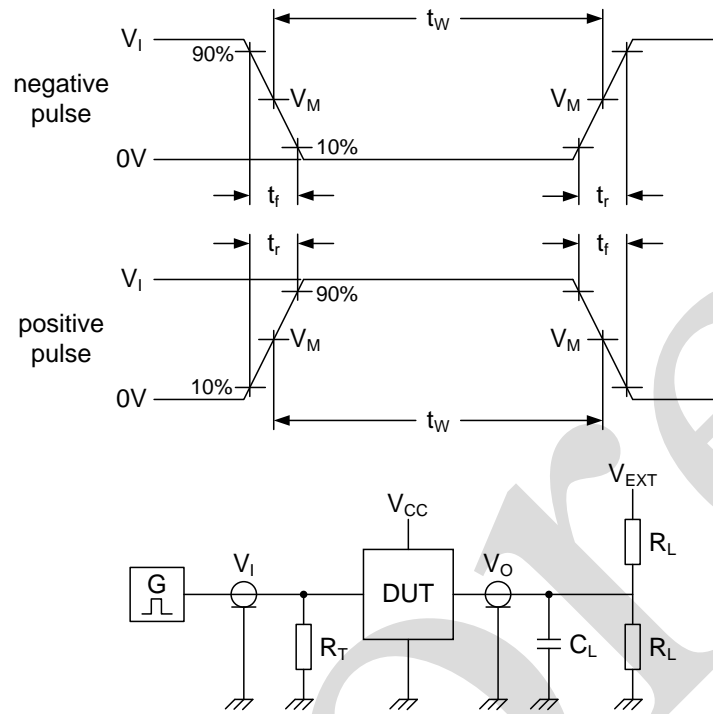 t_W
V_I
90%
negative
pulse
V_M
V_M
0V
10%
t_f
t_r
t_r
t_f
V_I
90%
positive
pulse
V_M
V_M
10%
0V
t_W
V_EXT
V_CC
R_L
V_I
V_O
G
DUT
R_T
C_L
R_L